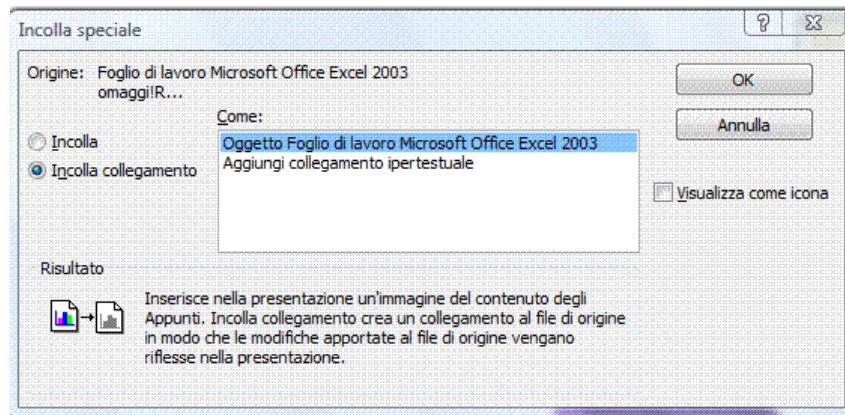 Incolla speciale
Origine: Foglio di lavoro Microsoft Office Excel 2003
omaggi!R...
OK
Come:
Annulla
Incolla
Oggetto Foglio di lavoro Microsoft Office Excel 2003
Incolla collegamento
Aggiungi collegamento ipertestuale
Visualizza come icona
Risultato
Inserisce nella presentazione un'immagine del contenuto degli
Appunti. Incolla collegamento crea un collegamento al file di origine
in modo che le modifiche apportate al file di origine vengano
riflesse nella presentazione.